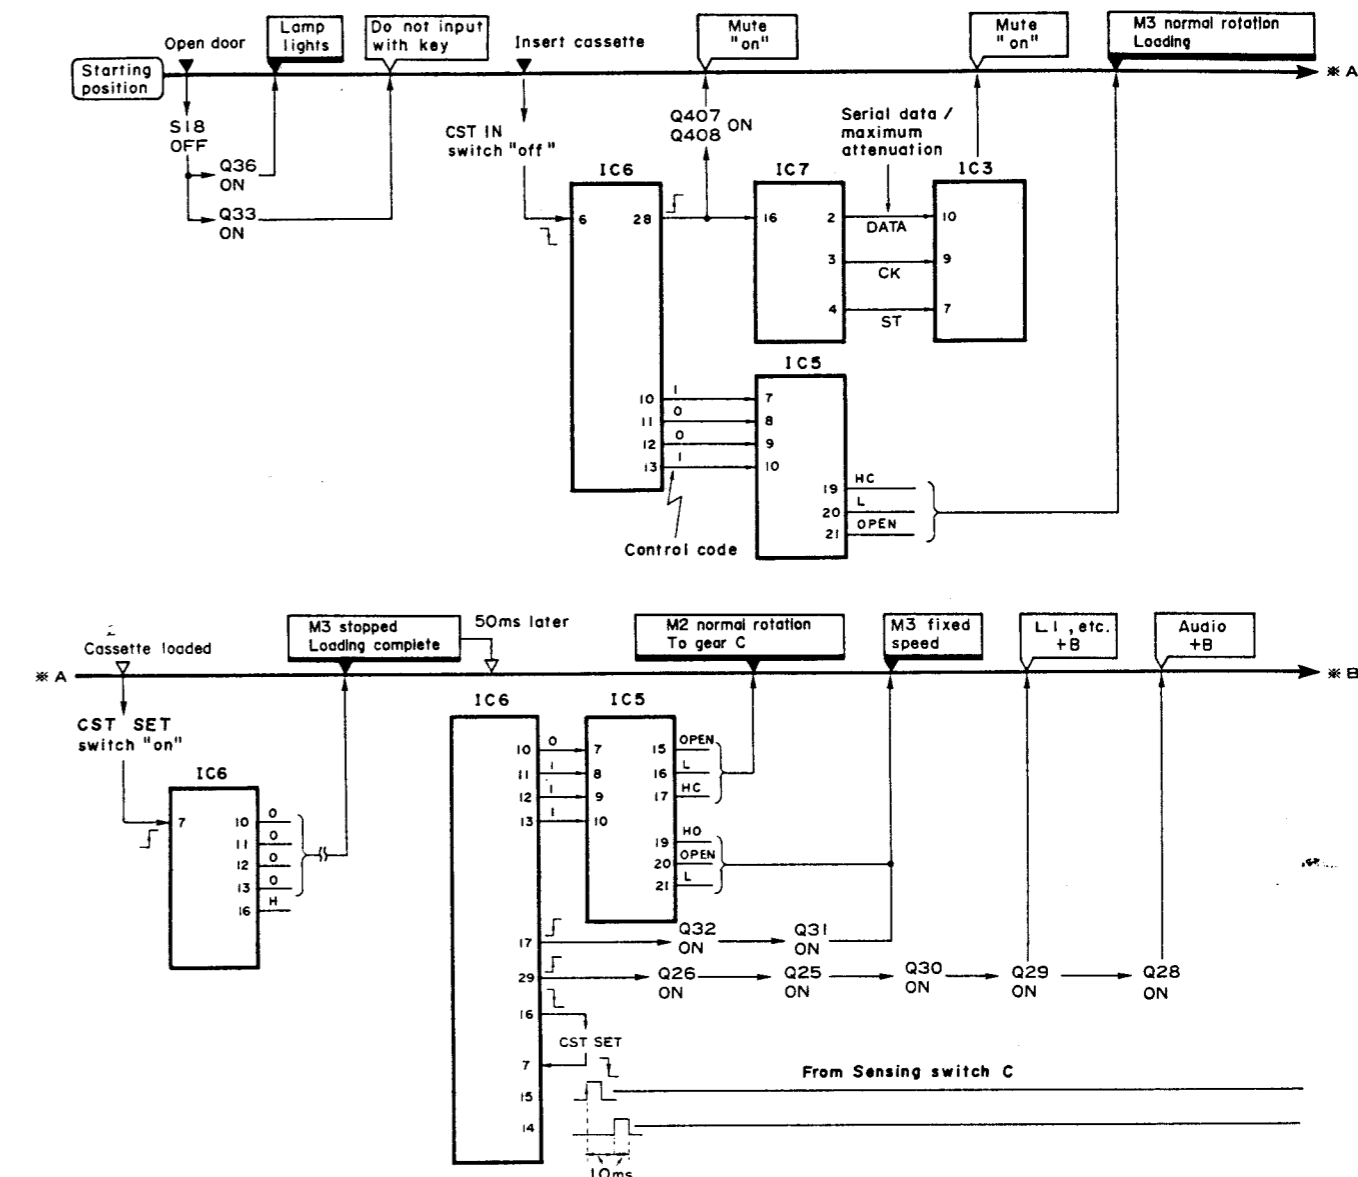 Starting
position
Open door
Lamp
lights
Do not input
with key
Insert cassette
Mute
"on"
Mute
"on"
M3 normal rotation
Loading
※ A
S18
OFF
Q36
ON
Q33
ON
CST IN
switch "off"
Q407
Q408 ON
Serial data /
maximum
attenuation
IC6
IC7
IC3
6
28
16
2
DATA
10
3
CK
9
4
ST
7
IC5
10
1
7
11
0
8
12
0
9
13
1
10
19
HC
20
L
21
OPEN
Control code
Cassette loaded
M3 stopped
Loading complete
50ms later
M2 normal rotation
To gear C
M3 fixed
speed
L1, etc.
+B
Audio
+B
※ A
※ B
CST SET
switch "on"
IC6
7
10
0
11
0
12
0
13
0
16
H
IC6
IC5
10
0
7
11
1
8
12
1
9
13
1
10
15
OPEN
16
L
17
HC
19
HO
20
OPEN
21
L
17
Q32
ON
Q31
ON
29
Q26
ON
Q25
ON
Q30
ON
Q29
ON
Q28
ON
16
CST SET
7
15
From Sensing switch C
14
10ms